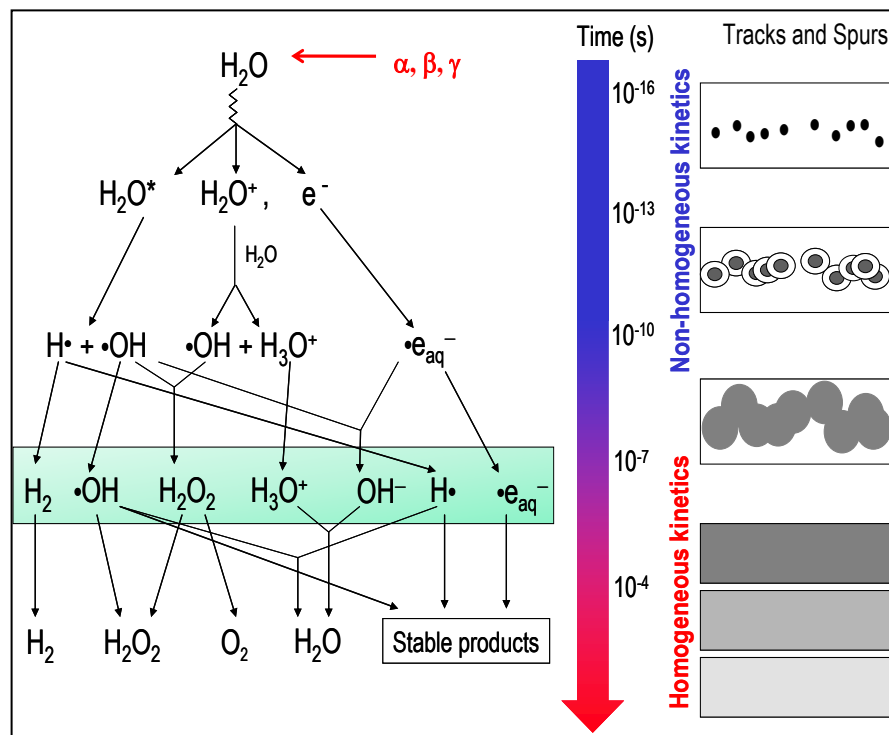 Time (s)
Tracks and Spurs
H₂O
α, β, γ
10⁻¹⁶
H₂O*
H₂O⁺ ,
e⁻
10⁻¹³
H₂O
Non-homogeneous kinetics
10⁻¹⁰
H• + •OH
•OH + H₃O⁺
•eaq⁻
10⁻⁷
H₂
•OH
H₂O₂
H₃O⁺
OH⁻
H•
•eaq⁻
Homogeneous kinetics
10⁻⁴
H₂
H₂O₂
O₂
H₂O
Stable products